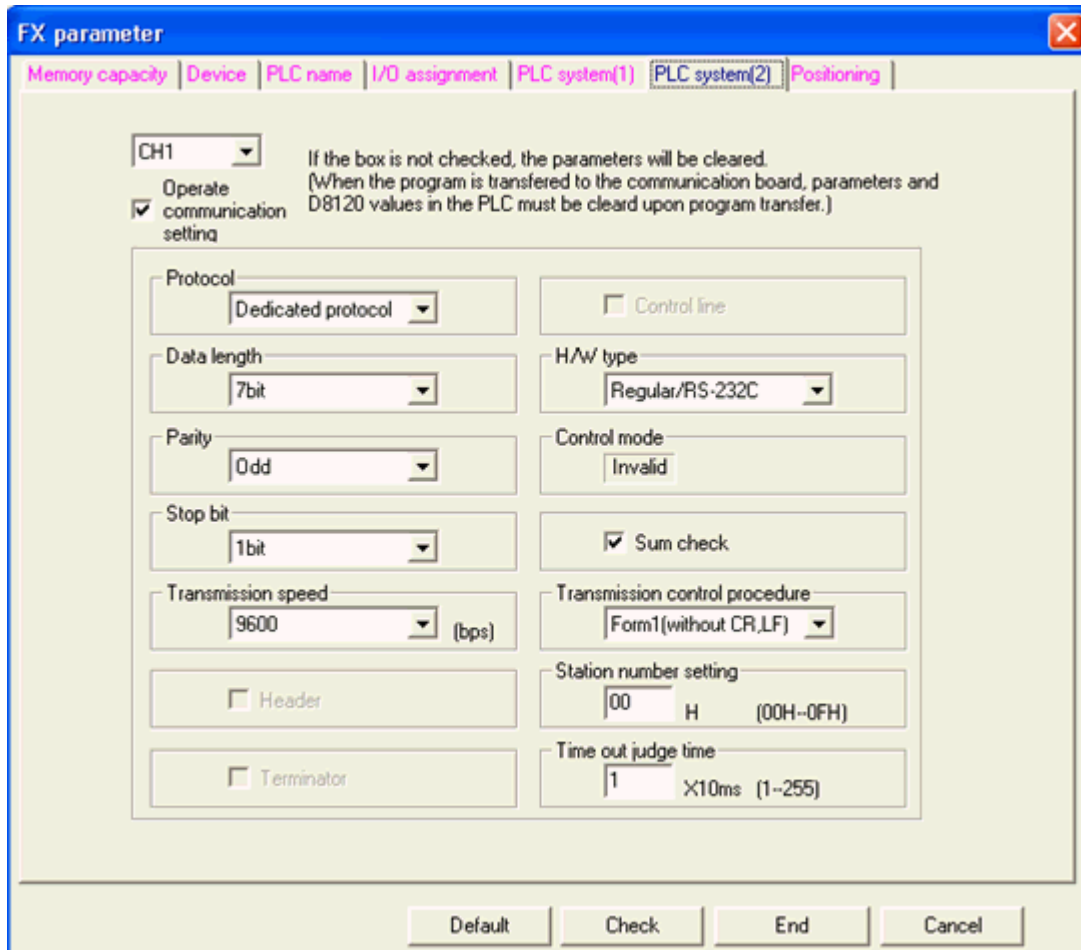 FX parameter
Memory capacity Device PLC name I/O assignment PLC system(1) PLC system(2) Positioning
CH1
If the box is not checked, the parameters will be cleared.
(When the program is transfered to the communication board, parameters and
D8120 values in the PLC must be cleard upon program transfer.)
Operate
communication
setting
Protocol
Dedicated protocol
Control line
Data length
7bit
H/W type
Regular/RS-232C
Parity
Odd
Control mode
Invalid
Stop bit
1bit
Sum check
Transmission speed
9600 (bps)
Transmission control procedure
Form1(without CR,LF)
Header
Station number setting
00 H (00H--0FH)
Terminator
Time out judge time
1 X10ms (1--255)
Default Check End Cancel